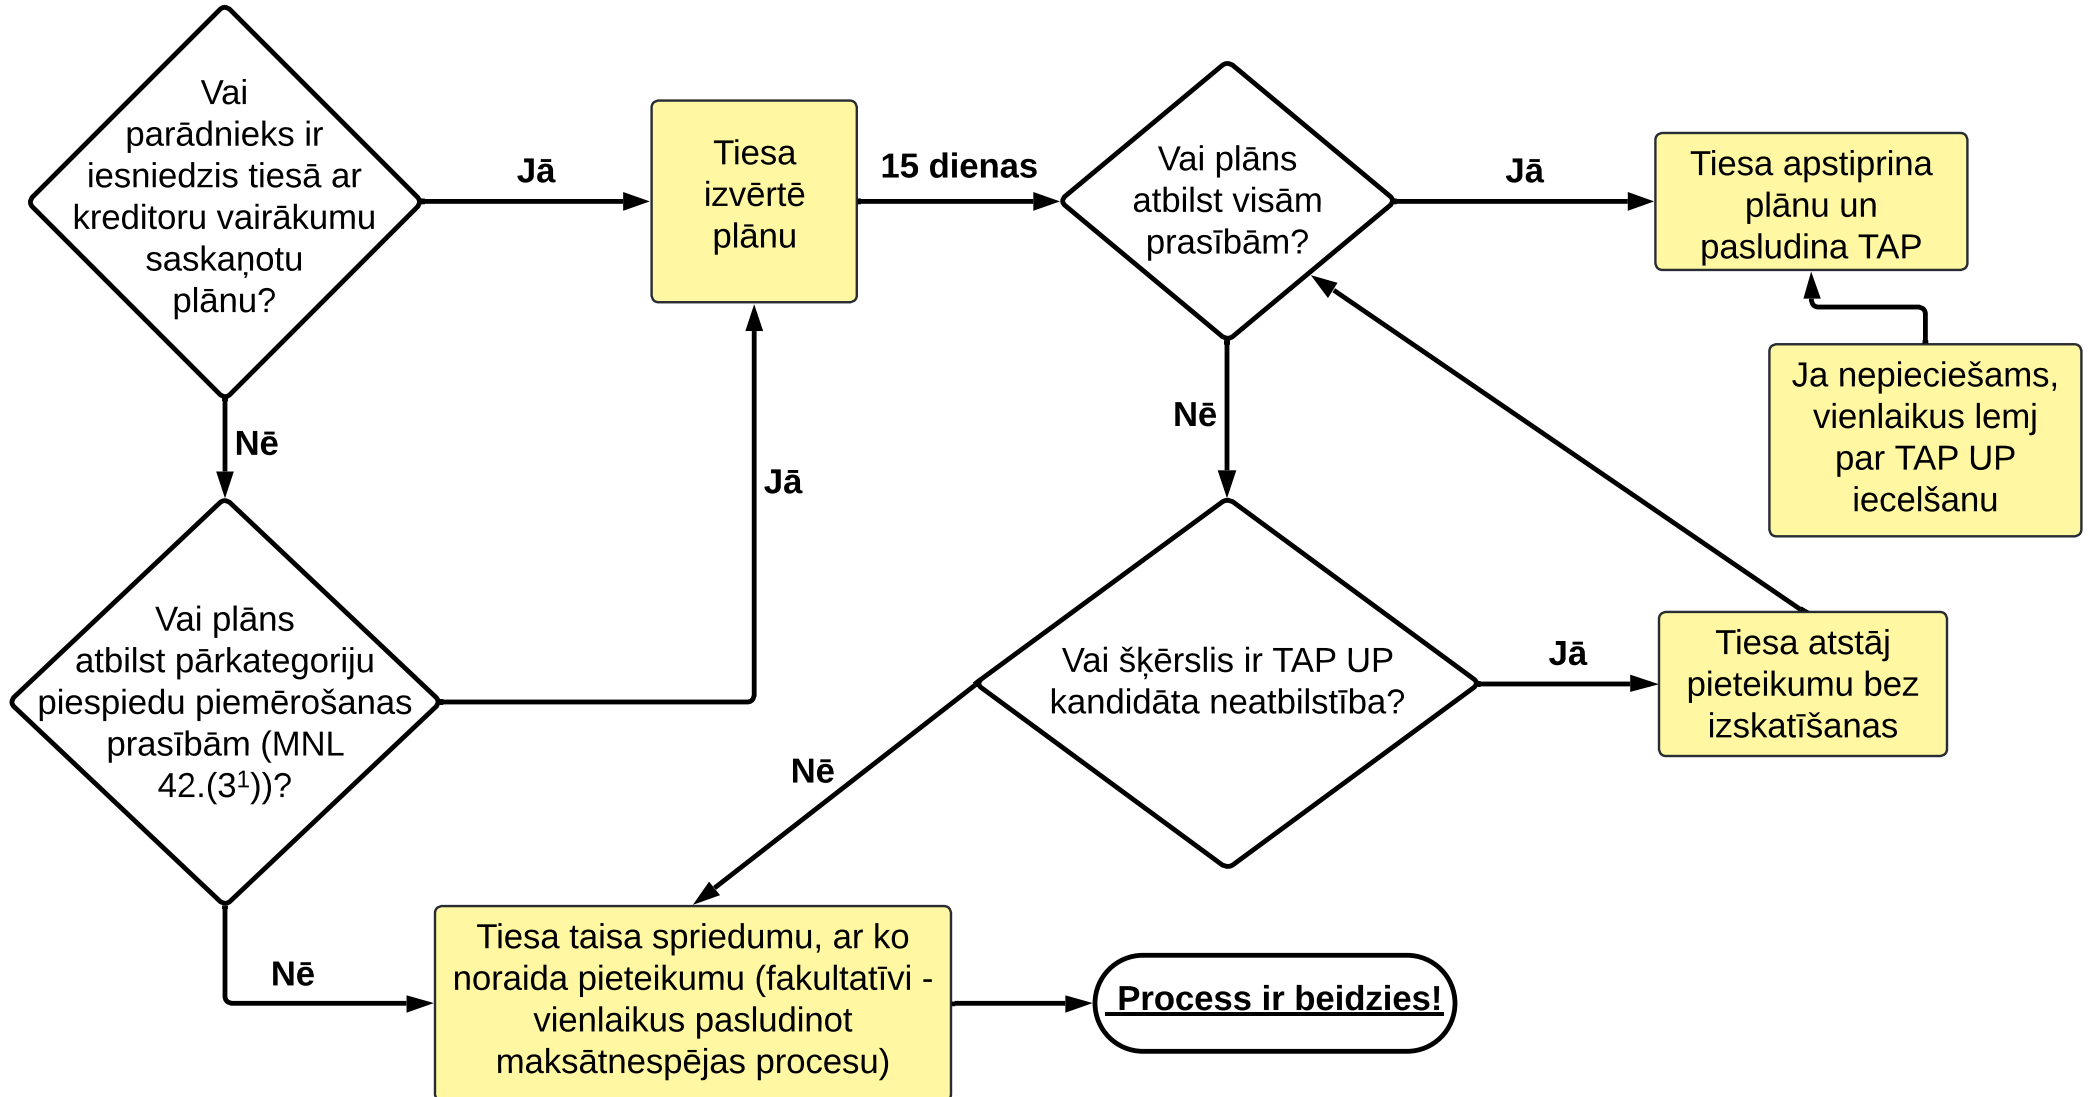 Vai
parādnieks ir
iesniedzis tiesā ar
kreditoru vairākumu
saskaņotu
plānu?
Jā
Tiesa
izvērtē
plānu
15 dienas
Vai plāns
atbilst visām
prasībām?
Jā
Tiesa apstiprina
plānu un
pasludina TAP
Ja nepieciešams,
vienlaikus lemj
par TAP UP
iecelšanu
Nē
Nē
Jā
Vai plāns
atbilst pārkategoriju
piespiedu piemērošanas
prasībām (MNL
42.(3¹))?
Vai šķērslis ir TAP UP
kandidāta neatbilstība?
Jā
Tiesa atstāj
pieteikumu bez
izskatīšanas
Nē
Nē
Tiesa taisa spriedumu, ar ko
noraida pieteikumu (fakultatīvi -
vienlaikus pasludinot
maksātnespējas procesu)
Process ir beidzies!